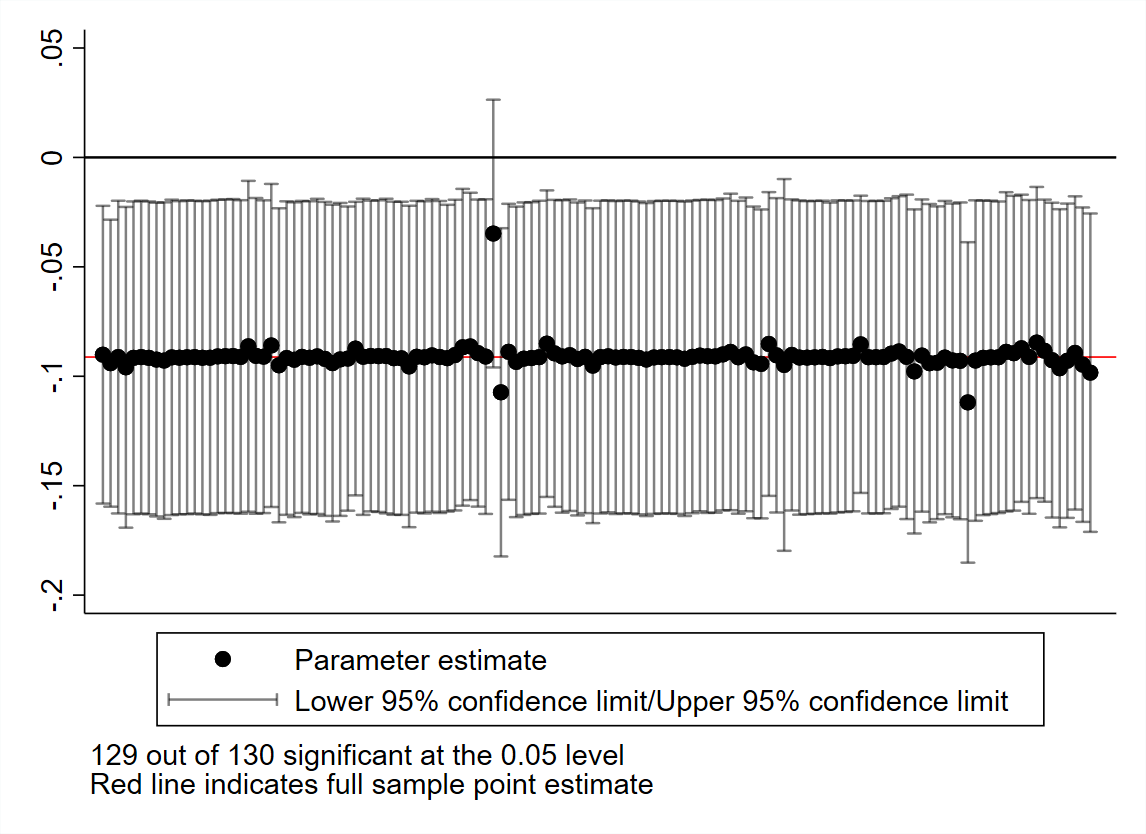 .05
0
-.05
-.1
-.15
-.2
Parameter estimate
Lower 95% confidence limit/Upper 95% confidence limit
129 out of 130 significant at the 0.05 level
Red line indicates full sample point estimate